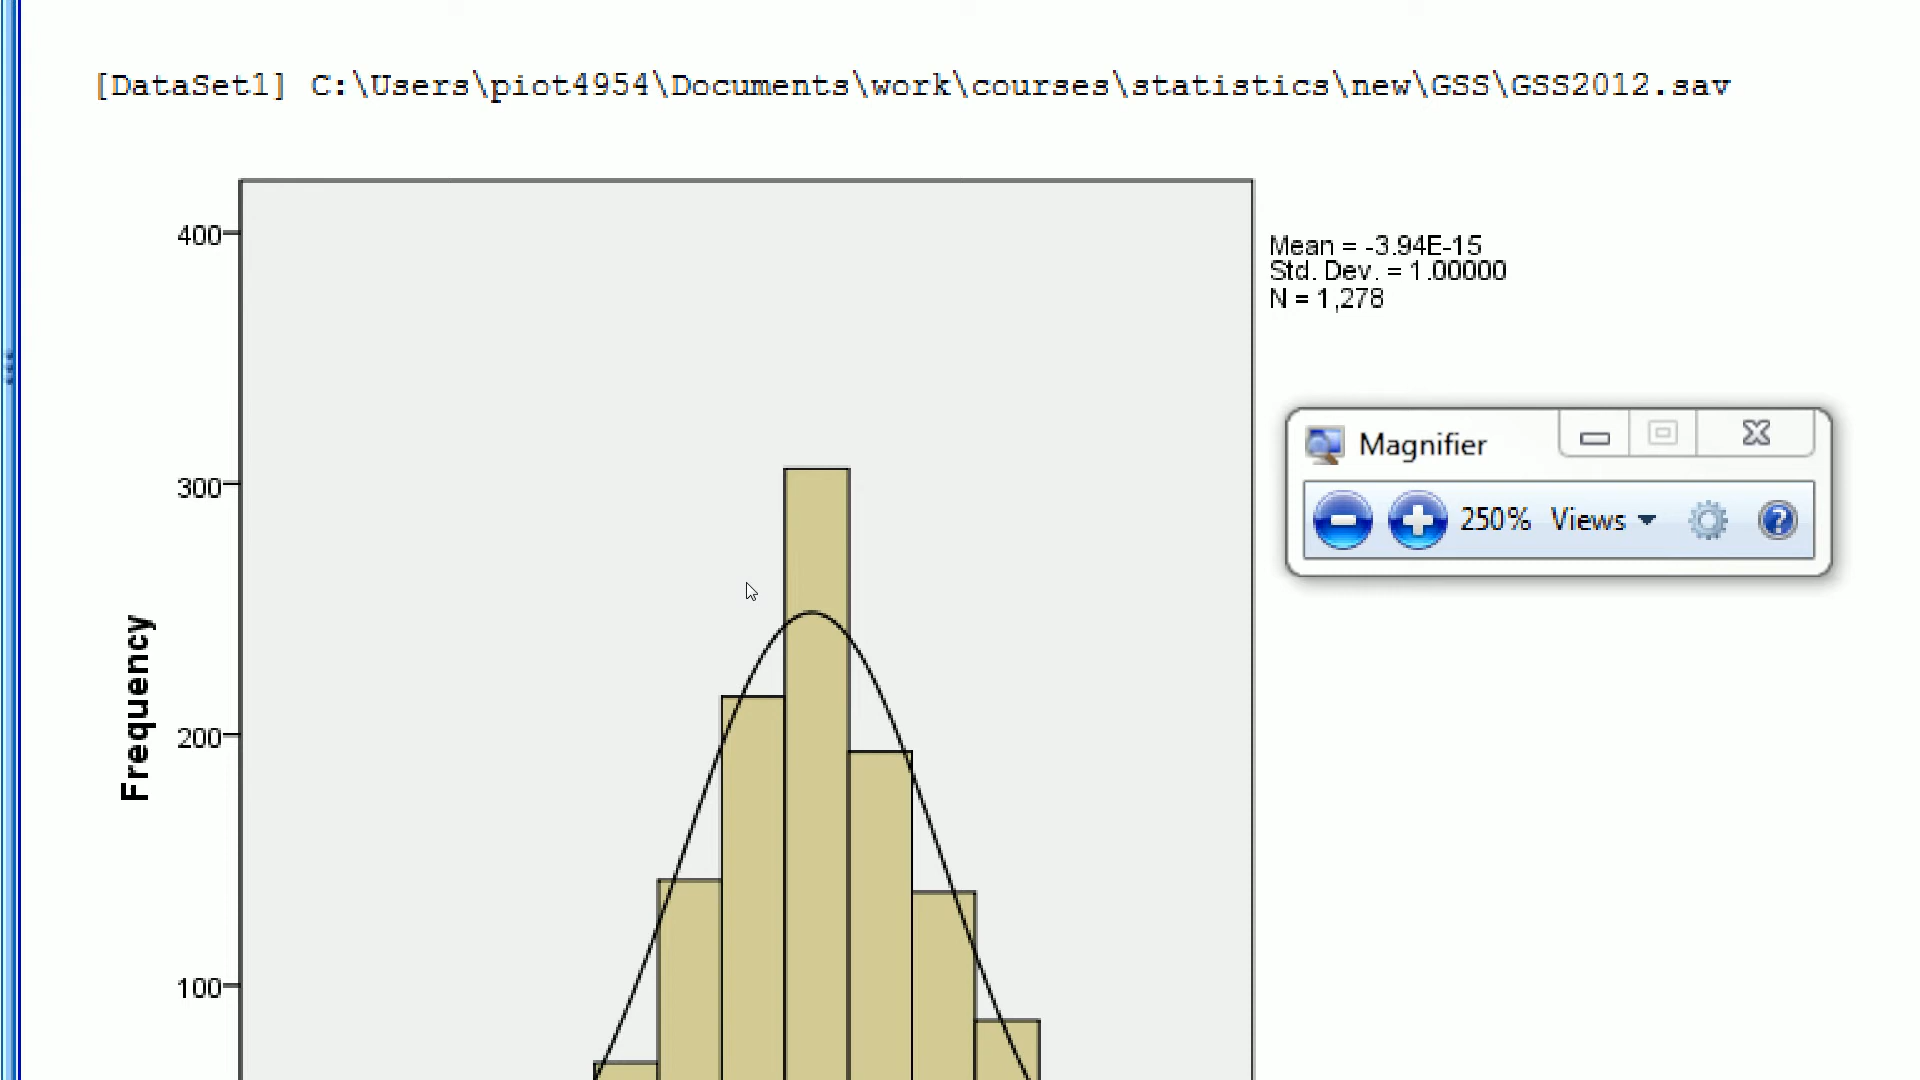 [DataSet1] C:\Users\piot4954\Documents\work\courses\statistics\new\GSS\GSS2012.sav
400
300
200
100
Frequency
Mean = -3.94E-15
Std. Dev. = 1.00000
N = 1,278
Magnifier
250% Views